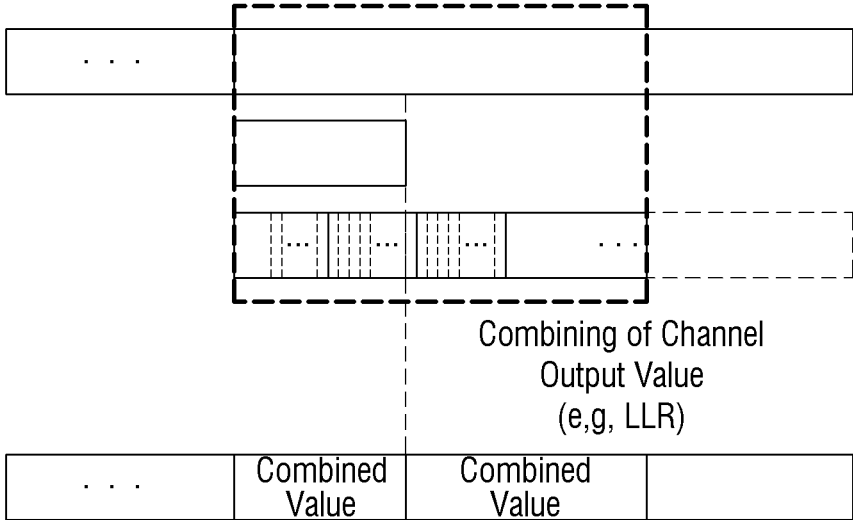 . . .
...
...
...
. . .
Combining of Channel
Output Value
(e,g, LLR)
. . .
Combined
Value
Combined
Value